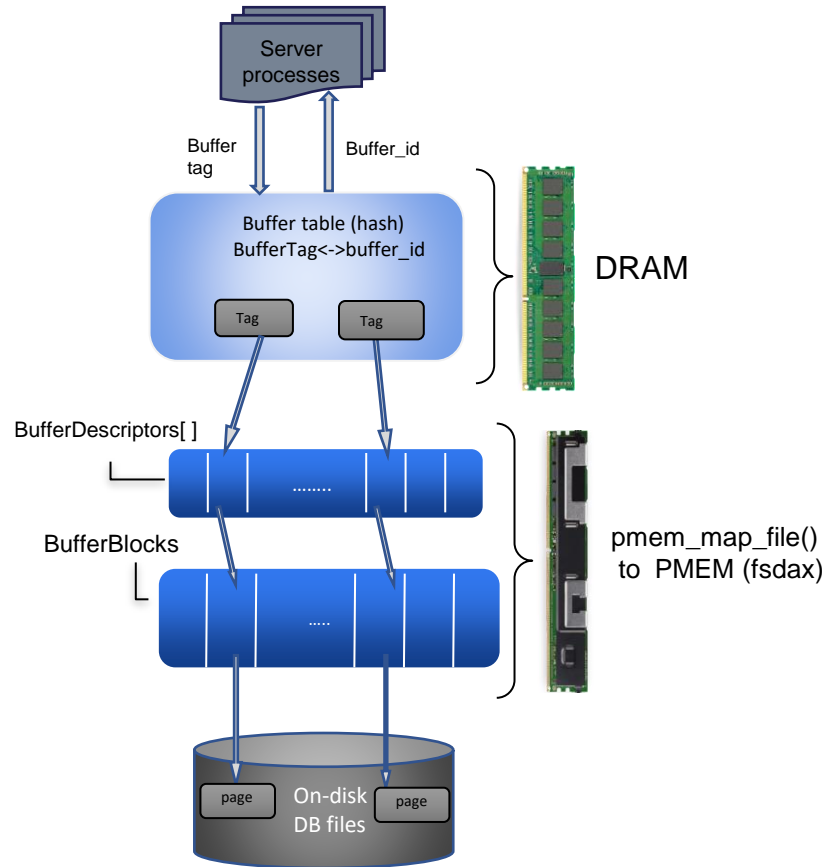 Server
processes
Buffer
tag
Buffer_id
Buffer table (hash)
BufferTag<->buffer_id
Tag
Tag
DRAM
BufferDescriptors[ ]
........
BufferBlocks
.....
pmem_map_file()
to PMEM (fsdax)
page
On-disk
DB files
page